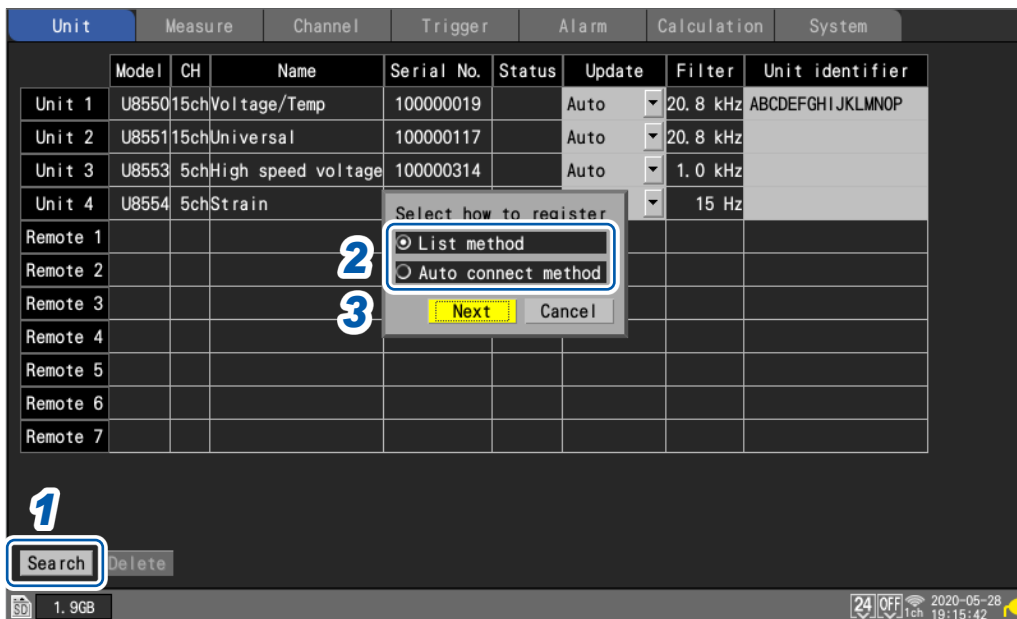 Unit Measure Channel Trigger Alarm Calculation System
Model CH Name Serial No. Status Update Filter Unit identifier
Unit 1 U8550 15ch Voltage/Temp 100000019 Auto 20. 8 kHz ABCDEFGHIJKLMNOP
Unit 2 U8551 15ch Universal 100000117 Auto 20. 8 kHz
Unit 3 U8553 5ch High speed voltage 100000314 Auto 1. 0 kHz
Unit 4 U8554 5ch Strain 15 Hz
Select how to register
Remote 1
2 List method
Remote 2
Auto connect method
Remote 3
3 Next Cancel
Remote 4
Remote 5
Remote 6
Remote 7
1
Search Delete
SD 1. 9GB 24 OFF 1ch 2020-05-28
19:15:42